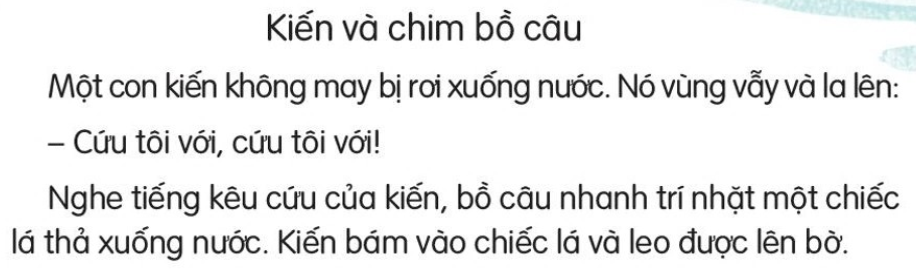 Kiến và chim bồ câu
Một con kiến không may bị rơi xuống nước. Nó vùng vẫy và la lên:
– Cứu tôi với, cứu tôi với!
Nghe tiếng kêu cứu của kiến, bồ câu nhanh trí nhặt một chiếc
lá thả xuống nước. Kiến bám vào chiếc lá và leo được lên bờ.